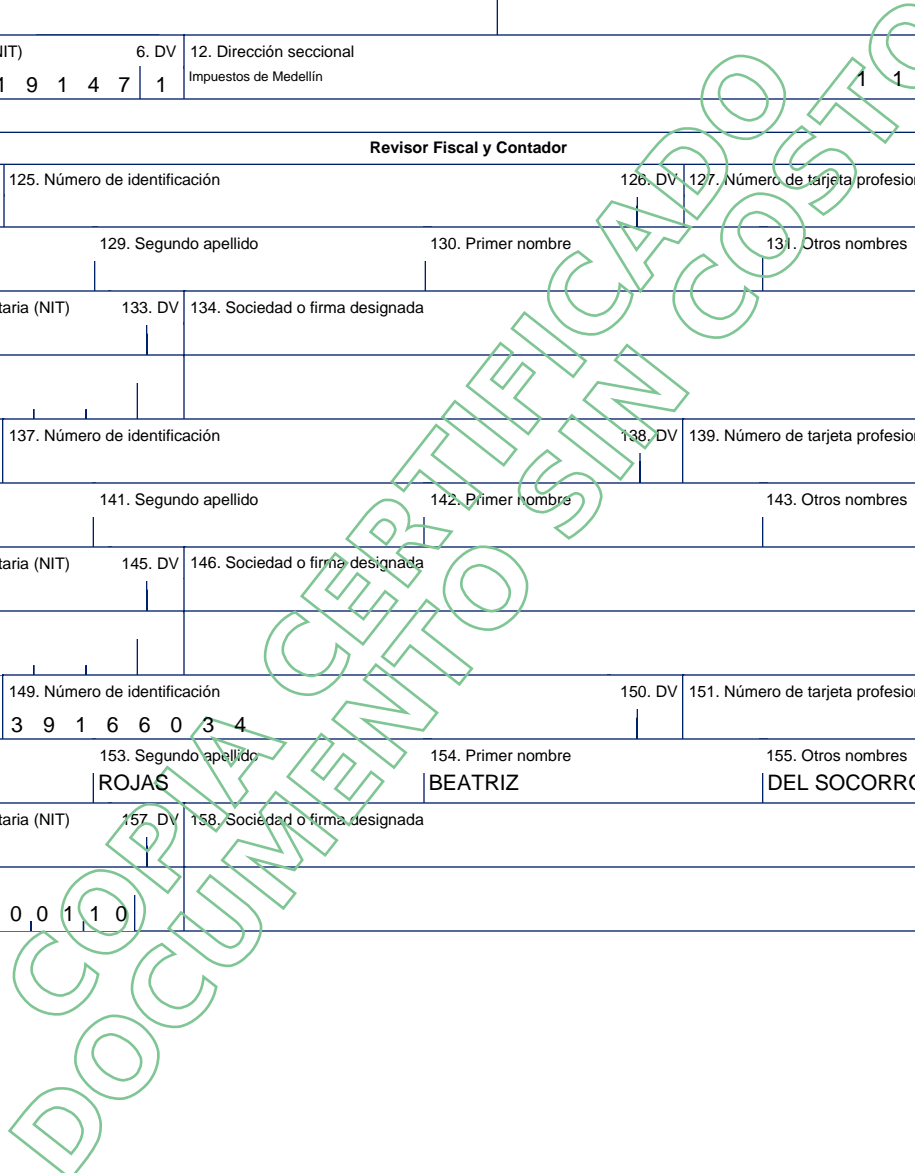 NIT) 6. DV 12. Dirección seccional
1 9 1 4 7 1 Impuestos de Medellín 1 1
Revisor Fiscal y Contador
125. Número de identificación 126. DV 127. Número de tarjeta profesion
129. Segundo apellido 130. Primer nombre 131. Otros nombres
taria (NIT) 133. DV 134. Sociedad o firma designada
137. Número de identificación 138. DV 139. Número de tarjeta profesion
141. Segundo apellido 142. Primer nombre 143. Otros nombres
taria (NIT) 145. DV 146. Sociedad o firma designada
149. Número de identificación 150. DV 151. Número de tarjeta profesion
3 9 1 6 6 0 3 4
153. Segundo apellido 154. Primer nombre 155. Otros nombres
ROJAS BEATRIZ DEL SOCORRO
taria (NIT) 157. DV 158. Sociedad o firma designada
0 0 1 1 0
COPIA CERTIFICADO
DOCUMENTO SIN COSTO